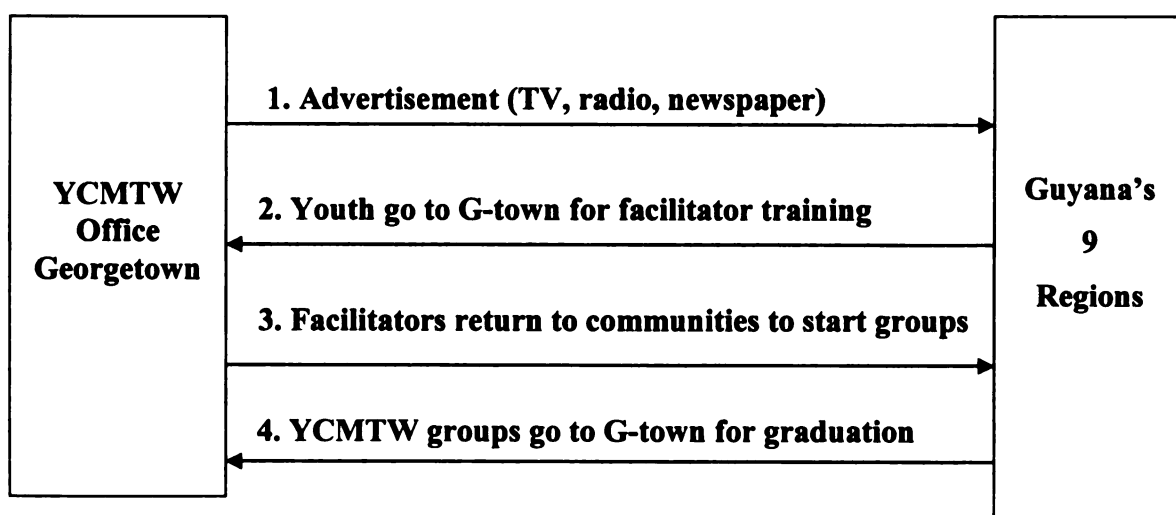 1. Advertisement (TV, radio, newspaper)
YCMTW
Office
Georgetown
2. Youth go to G-town for facilitator training
3. Facilitators return to communities to start groups
4. YCMTW groups go to G-town for graduation
Guyana's
9
Regions